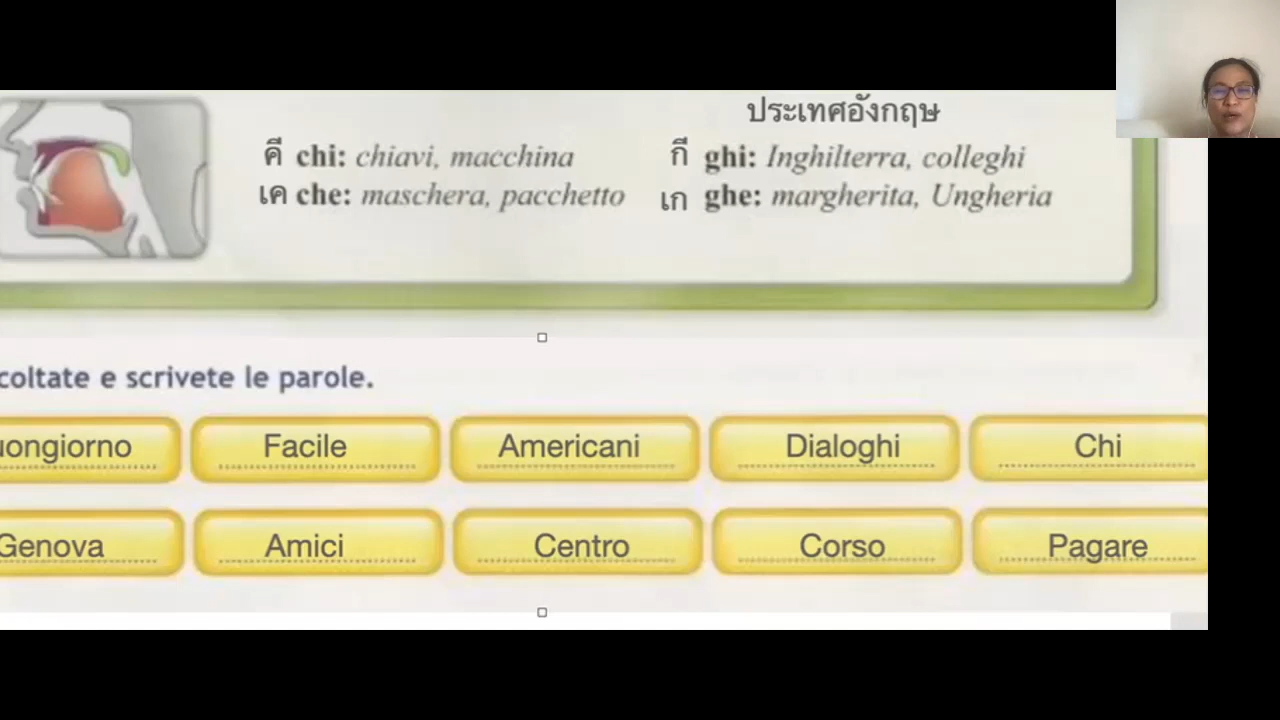 ประเทศอังกฤษ
คี chi: chiavi, macchina
กี ghi: Inghilterra, colleghi
เค che: maschera, pacchetto
เก ghe: margherita, Ungheria
coltate e scrivete le parole.
uongiorno Facile Americani Dialoghi Chi
Genova Amici Centro Corso Pagare